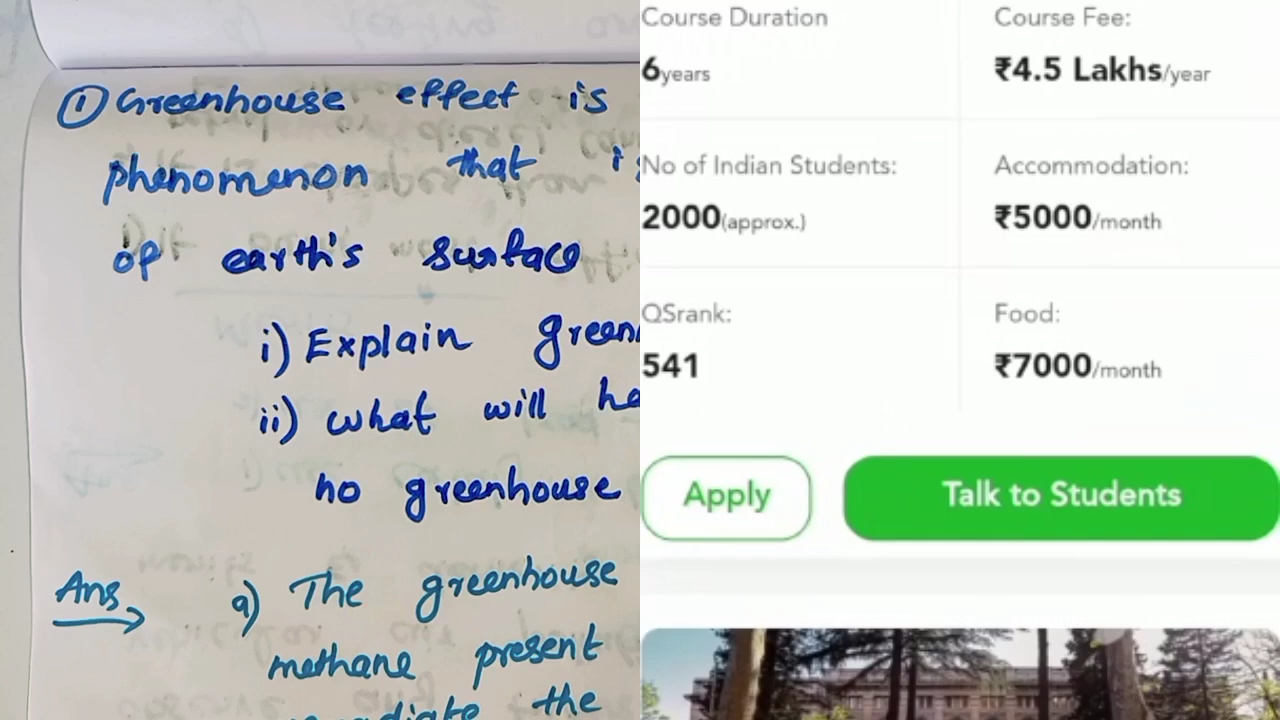 ① Greenhouse effect is
phenomenon that
of earth's surface
i) Explain
ii) what will
no greenhouse
Ans a) The greenhouse
methane present
the
Course Duration
6years
Course Fee:
₹4.5 Lakhs/year
No of Indian Students:
2000(approx.)
Accommodation:
₹5000/month
QSrank:
541
Food:
₹7000/month
Apply
Talk to Students